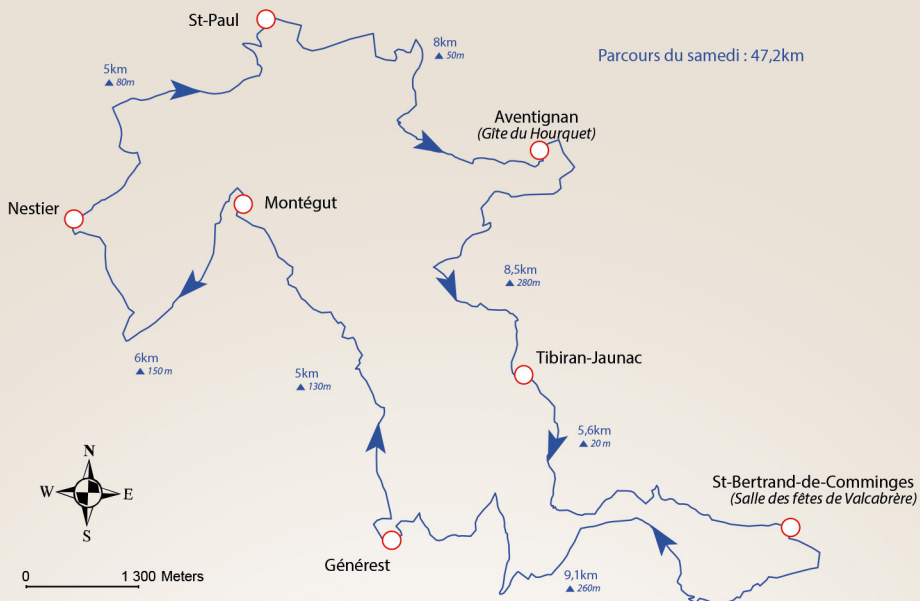 St-Paul
8km
▲ 50m
Parcours du samedi : 47,2km
5km
▲ 80m
Aventignan
(Gîte du Hourquet)
Nestier
Montégut
8,5km
▲ 280m
6km
▲ 150 m
Tibiran-Jaunac
5km
▲ 130m
5,6km
▲ 20 m
N
W
E
S
St-Bertrand-de-Comminges
(Salle des fêtes de Valcabrère)
Générest
0
1 300 Meters
9,1km
▲ 260m